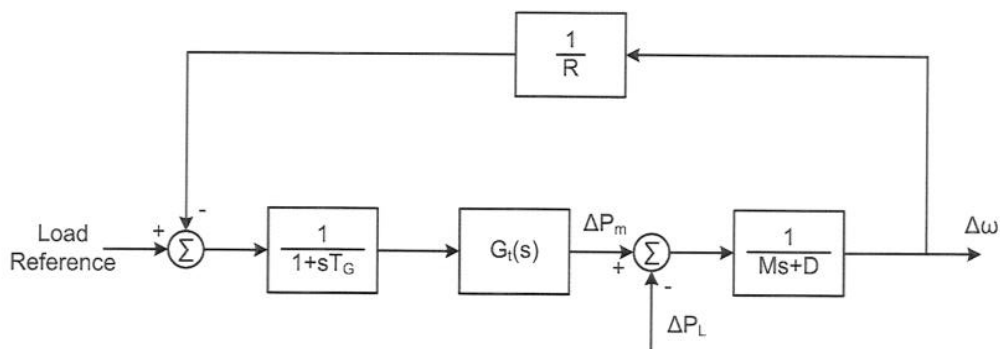 1
R
-
+
Load
Reference
Σ
1
1+sT_G
G_t(s)
ΔP_m
+
Σ
-
ΔP_L
1
Ms+D
Δω